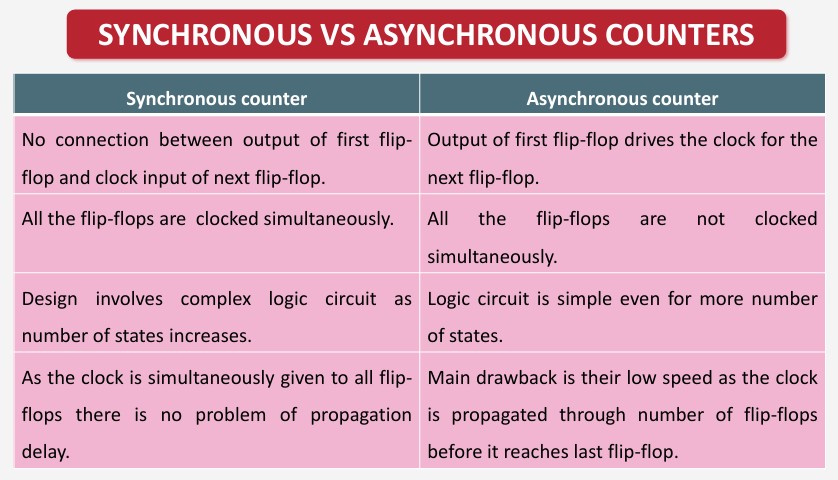 SYNCHRONOUS VS ASYNCHRONOUS COUNTERS
Synchronous counter
Asynchronous counter
No connection between output of first flip-
flop and clock input of next flip-flop.
Output of first flip-flop drives the clock for the
next flip-flop.
All the flip-flops are clocked simultaneously.
All the flip-flops are not clocked
simultaneously.
Design involves complex logic circuit as
number of states increases.
Logic circuit is simple even for more number
of states.
As the clock is simultaneously given to all flip-
flops there is no problem of propagation
delay.
Main drawback is their low speed as the clock
is propagated through number of flip-flops
before it reaches last flip-flop.